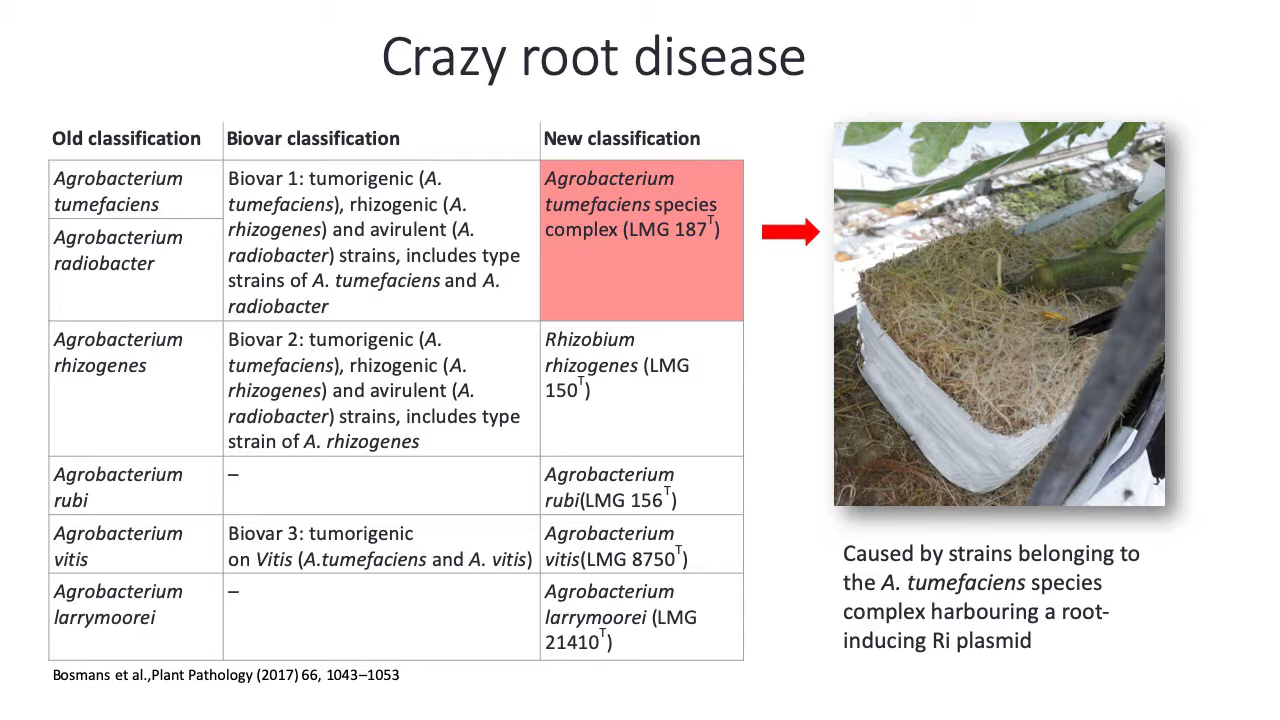 Crazy root disease
Old classification
Biovar classification
New classification
Agrobacterium
tumefaciens
Agrobacterium
radiobacter
Biovar 1: tumorigenic (A.
tumefaciens), rhizogenic (A.
rhizogenes) and avirulent (A.
radiobacter) strains, includes type
strains of A. tumefaciens and A.
radiobacter
Agrobacterium
tumefaciens species
complex (LMG 187T)
Agrobacterium
rhizogenes
Biovar 2: tumorigenic (A.
tumefaciens), rhizogenic (A.
rhizogenes) and avirulent (A.
radiobacter) strains, includes type
strain of A. rhizogenes
Rhizobium
rhizogenes (LMG
150T)
Agrobacterium
rubi
–
Agrobacterium
rubi(LMG 156T)
Agrobacterium
vitis
Biovar 3: tumorigenic
on Vitis (A.tumefaciens and A. vitis)
Agrobacterium
vitis(LMG 8750T)
Agrobacterium
larrymoorei
–
Agrobacterium
larrymoorei (LMG
21410T)
Bosmans et al.,Plant Pathology (2017) 66, 1043–1053
Caused by strains belonging to
the A. tumefaciens species
complex harbouring a root-
inducing Ri plasmid